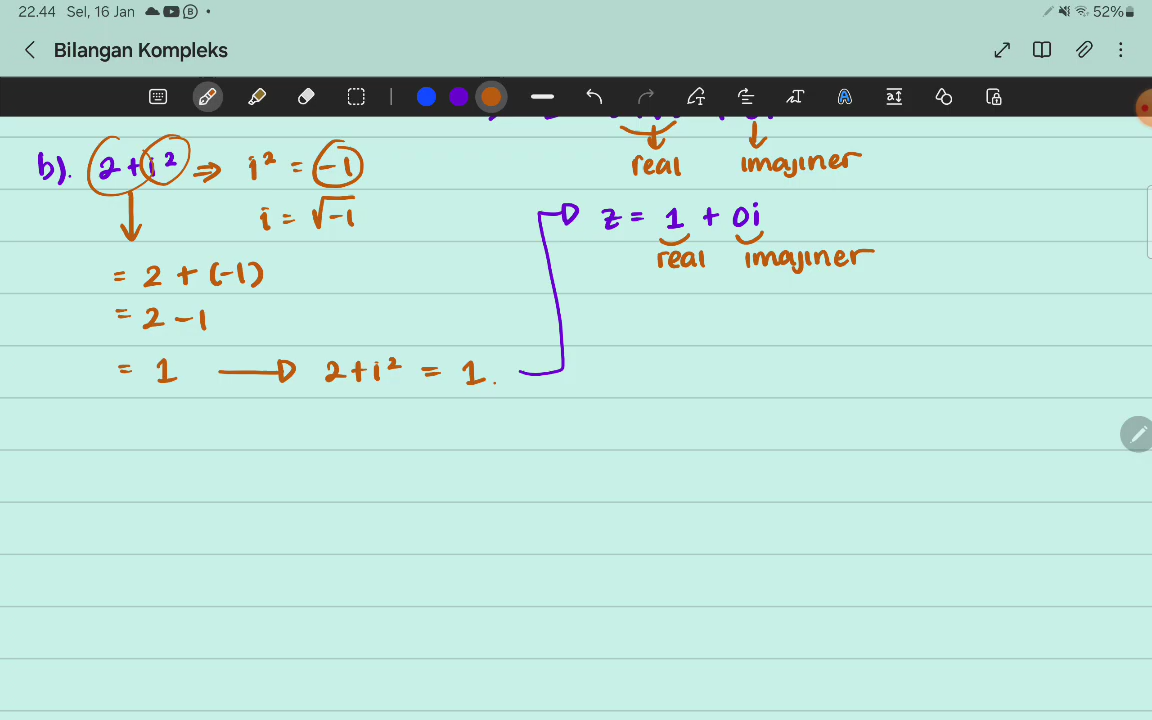 22.44 Sel, 16 Jan 52%
Bilangan Kompleks
real imajiner
b). 2 + i² ⇒ i² = -1
i = √-1
z = 1 + 0i
real imajiner
= 2 + (-1)
= 2 - 1
= 1 → 2 + i² = 1.